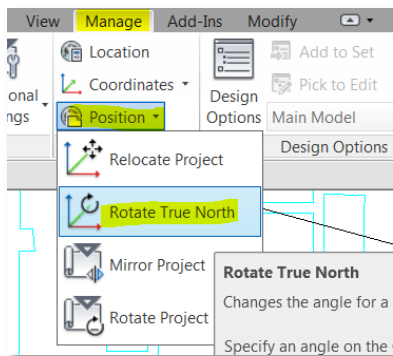 View Manage Add-Ins Modify
Location
Add to Set
Coordinates
Pick to Edit
onal
ngs
Design
Options
Position
Main Model
Relocate Project
Design Options
Rotate True North
Mirror Project
Rotate Project
Rotate True North
Changes the angle for a
Specify an angle on the